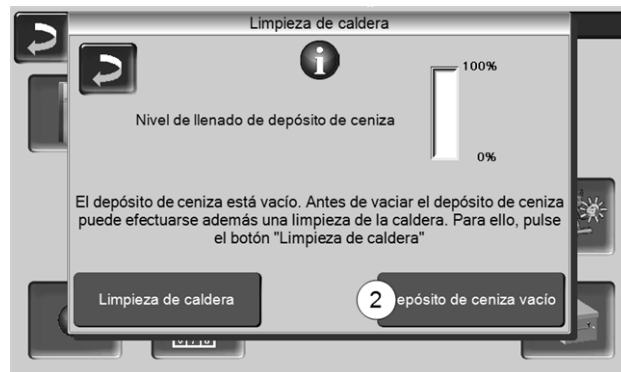 Limpieza de caldera
i
100%
Nivel de llenado de depósito de ceniza
0%
El depósito de ceniza está vacío. Antes de vaciar el depósito de ceniza
puede efectuarse además una limpieza de la caldera. Para ello, pulse
el botón "Limpieza de caldera"
Limpieza de caldera
2 epósito de ceniza vacío